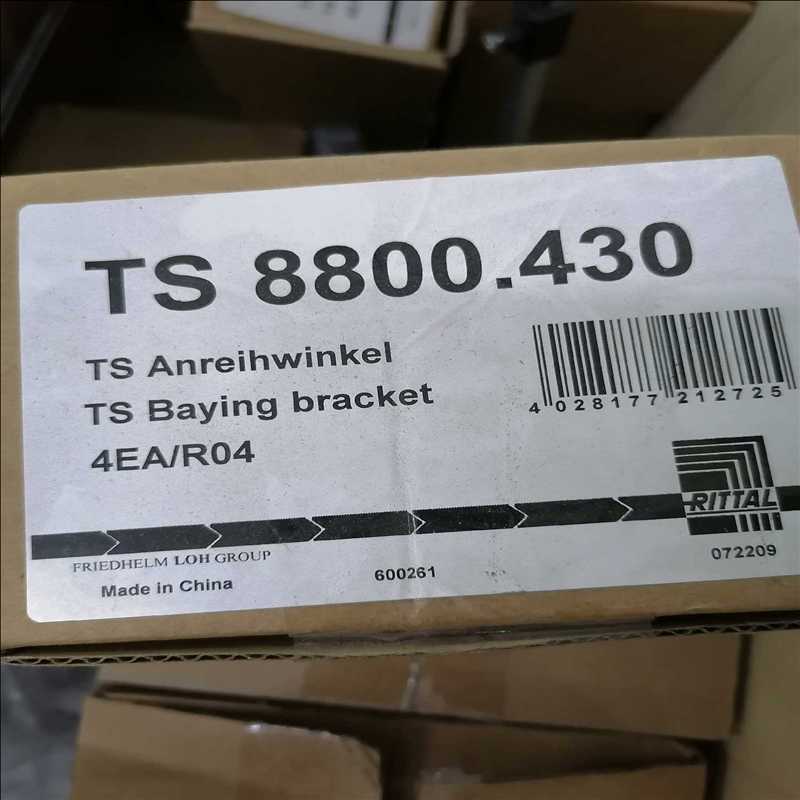 TS 8800.430
TS Anreihwinkel
TS Baying bracket
4EA/R04
4 028177 212725
RITTAL
FRIEDHELM LOH GROUP
Made in China
600261
072209